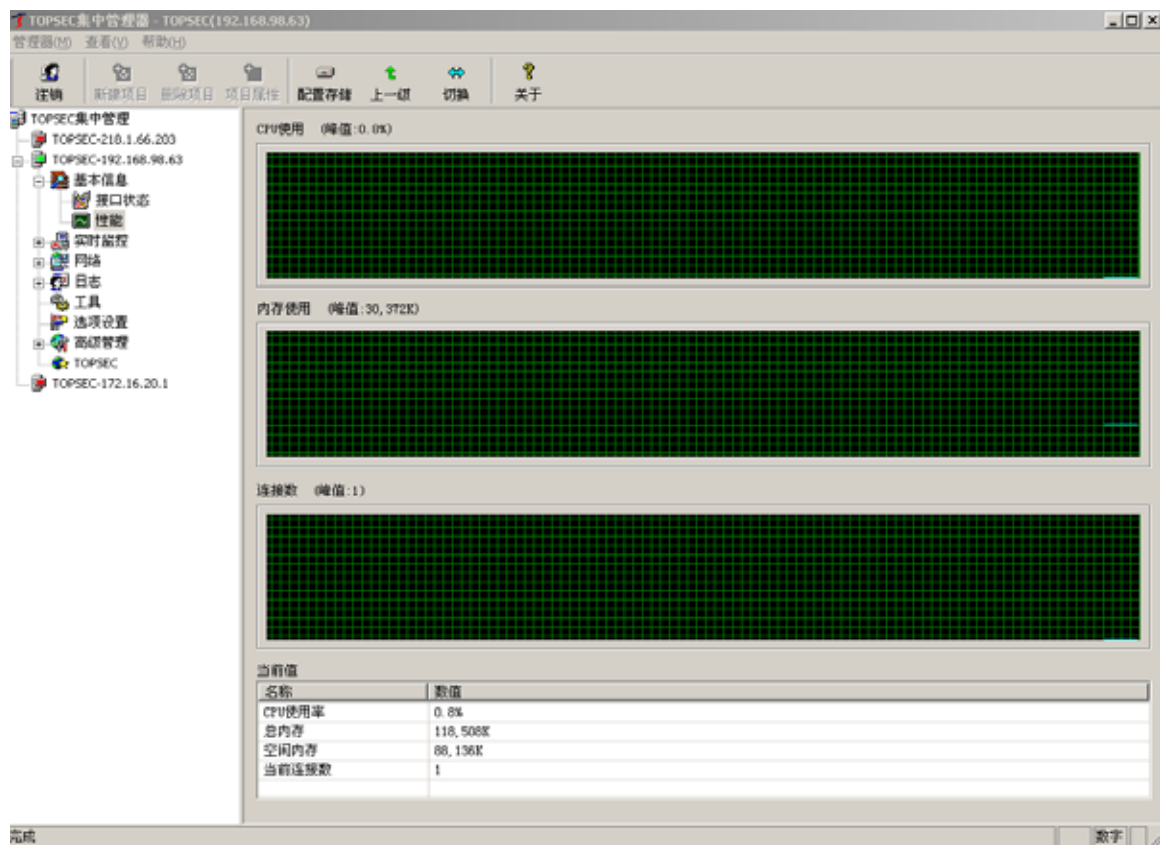 TOPSEC集中管理器 - TOPSEC(192.168.98.63)
管理器(M) 查看(V) 帮助(H)
注销 新建项目 删除项目 项目属性 配置存储 上一级 切换 关于
TOPSEC集中管理
TOPSEC-218.1.66.203
TOPSEC-192.168.98.63
基本信息
接口状态
性能
实时监控
网络
日志
工具
选项设置
高级管理
TOPSEC
TOPSEC-172.16.20.1
CPU使用 (峰值:0.8%)
内存使用 (峰值:30,372K)
连接数 (峰值:1)
当前值
名称 数值
CPU使用率 0.8%
总内存 118,508K
空闲内存 88,136K
当前连接数 1
完成 数字